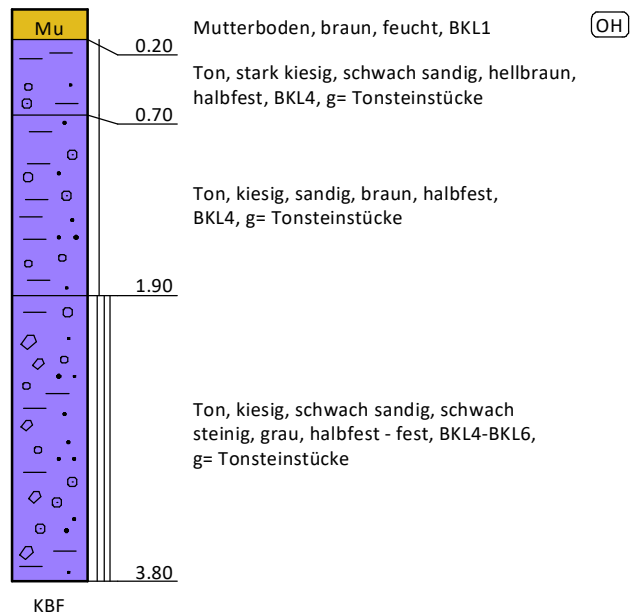 Mu
Mutterboden, braun, feucht, BKL1
OH
0.20
Ton, stark kiesig, schwach sandig, hellbraun,
halbfest, BKL4, g= Tonsteinstücke
0.70
Ton, kiesig, sandig, braun, halbfest,
BKL4, g= Tonsteinstücke
1.90
Ton, kiesig, schwach sandig, schwach
steinig, grau, halbfest - fest, BKL4-BKL6,
g= Tonsteinstücke
3.80
KBF